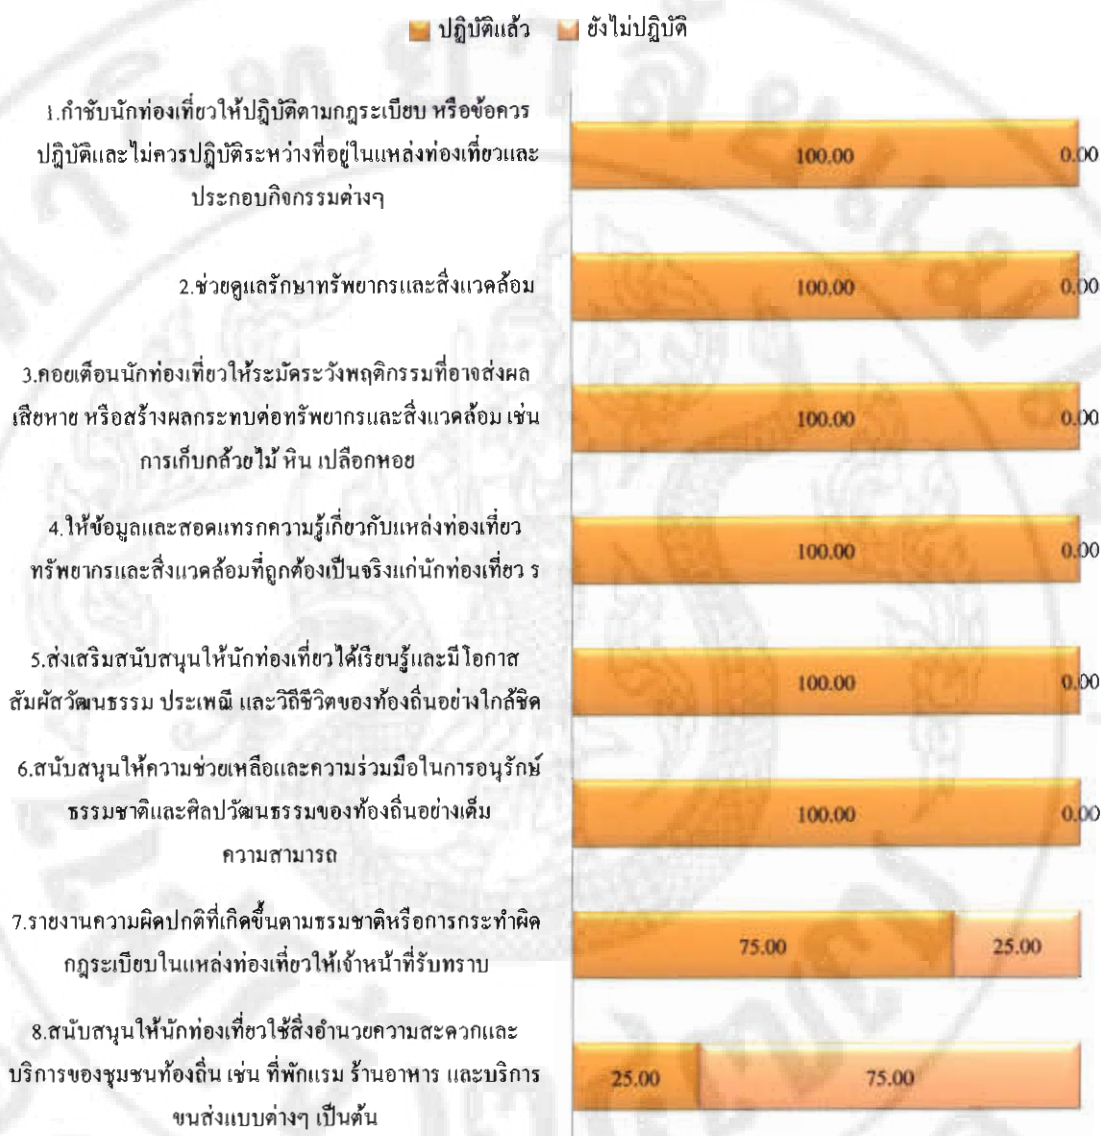 ปฏิบัติแล้ว ยังไม่ปฏิบัติ
1.กำชับนักท่องเที่ยวให้ปฏิบัติตามกฎระเบียบ หรือข้อควร
ปฏิบัติและไม่ควรปฏิบัติระหว่างที่อยู่ในแหล่งท่องเที่ยวและ
ประกอบกิจกรรมต่างๆ
100.00 0.00
2.ช่วยดูแลรักษาทรัพยากรและสิ่งแวดล้อม
100.00 0.00
3.คอยเตือนนักท่องเที่ยวให้ระมัดระวังพฤติกรรมที่อาจส่งผล
เสียหาย หรือสร้างผลกระทบต่อทรัพยากรและสิ่งแวดล้อม เช่น
การเก็บกล้วยไม้ หิน เปลือกหอย
100.00 0.00
4.ให้ข้อมูลและสอดแทรกความรู้เกี่ยวกับแหล่งท่องเที่ยว
ทรัพยากรและสิ่งแวดล้อมที่ถูกต้องเป็นจริงแก่นักท่องเที่ยว ร
100.00 0.00
5.ส่งเสริมสนับสนุนให้นักท่องเที่ยวได้เรียนรู้และมีโอกาส
สัมผัสวัฒนธรรม ประเพณี และวิถีชีวิตของท้องถิ่นอย่างใกล้ชิด
100.00 0.00
6.สนับสนุนให้ความช่วยเหลือและความร่วมมือในการอนุรักษ์
ธรรมชาติและศิลปวัฒนธรรมของท้องถิ่นอย่างเต็ม
ความสามารถ
100.00 0.00
7.รายงานความผิดปกติที่เกิดขึ้นตามธรรมชาติหรือการกระทำผิด
กฎระเบียบในแหล่งท่องเที่ยวให้เจ้าหน้าที่รับทราบ
75.00 25.00
8.สนับสนุนให้นักท่องเที่ยวใช้สิ่งอำนวยความสะดวกและ
บริการของชุมชนท้องถิ่น เช่น ที่พักแรม ร้านอาหาร และบริการ
ขนส่งแบบต่างๆ เป็นต้น
25.00 75.00